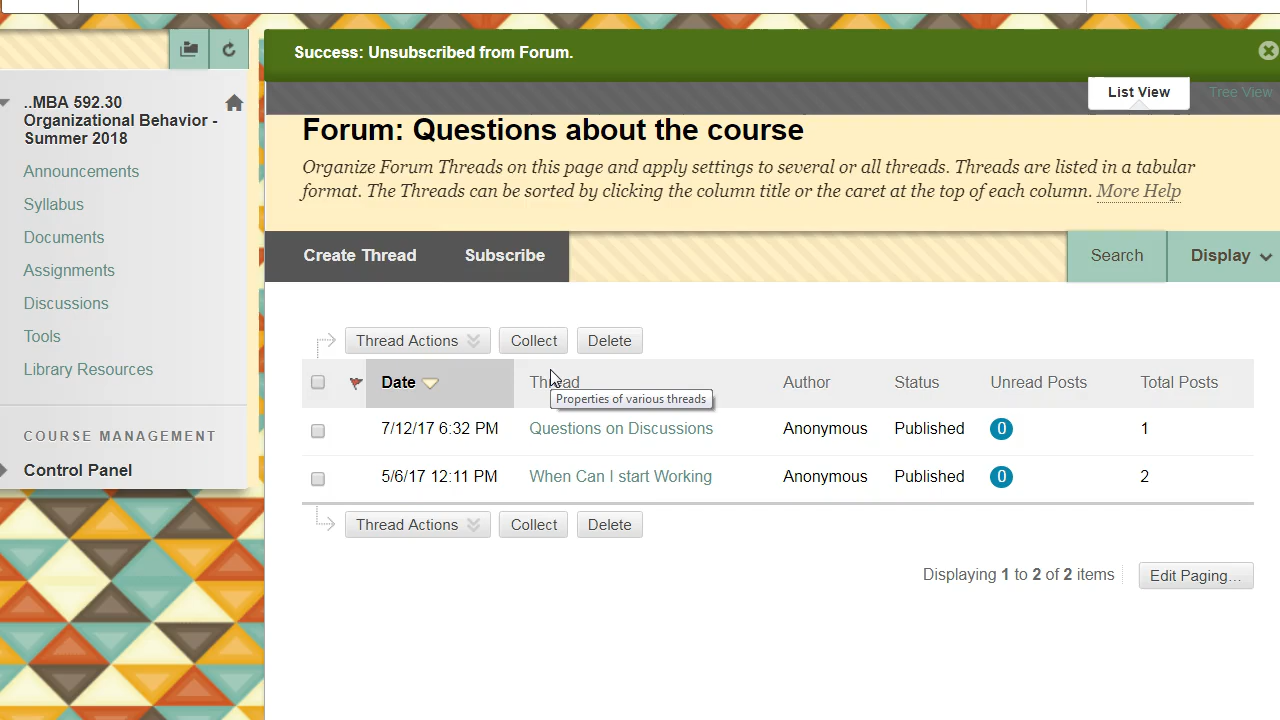 Success: Unsubscribed from Forum.
List View
Tree View
..MBA 592.30
Organizational Behavior -
Summer 2018
Announcements
Syllabus
Documents
Assignments
Discussions
Tools
Library Resources
COURSE MANAGEMENT
Control Panel
Forum: Questions about the course
Organize Forum Threads on this page and apply settings to several or all threads. Threads are listed in a tabular
format. The Threads can be sorted by clicking the column title or the caret at the top of each column. More Help
Create Thread Subscribe Search Display
Thread Actions Collect Delete
Date Thread Author Status Unread Posts Total Posts
Properties of various threads
7/12/17 6:32 PM Questions on Discussions Anonymous Published 0 1
5/6/17 12:11 PM When Can I start Working Anonymous Published 0 2
Thread Actions Collect Delete
Displaying 1 to 2 of 2 items Edit Paging...